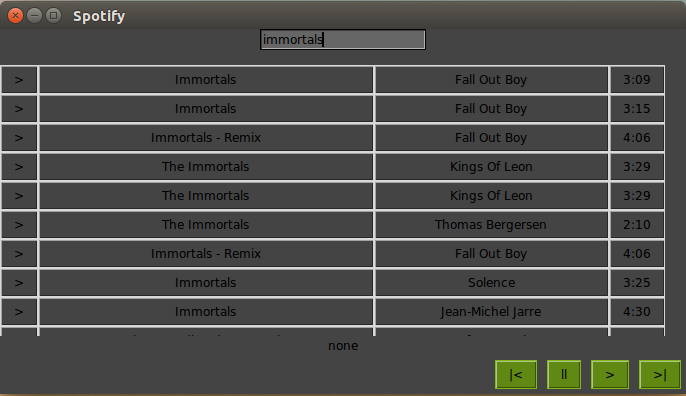 Spotify
immortals
> Immortals Fall Out Boy 3:09
> Immortals Fall Out Boy 3:15
> Immortals - Remix Fall Out Boy 4:06
> The Immortals Kings Of Leon 3:29
> The Immortals Kings Of Leon 3:29
> The Immortals Thomas Bergersen 2:10
> Immortals - Remix Fall Out Boy 4:06
> Immortals Solence 3:25
> Immortals Jean-Michel Jarre 4:30
none
|< ll > >|